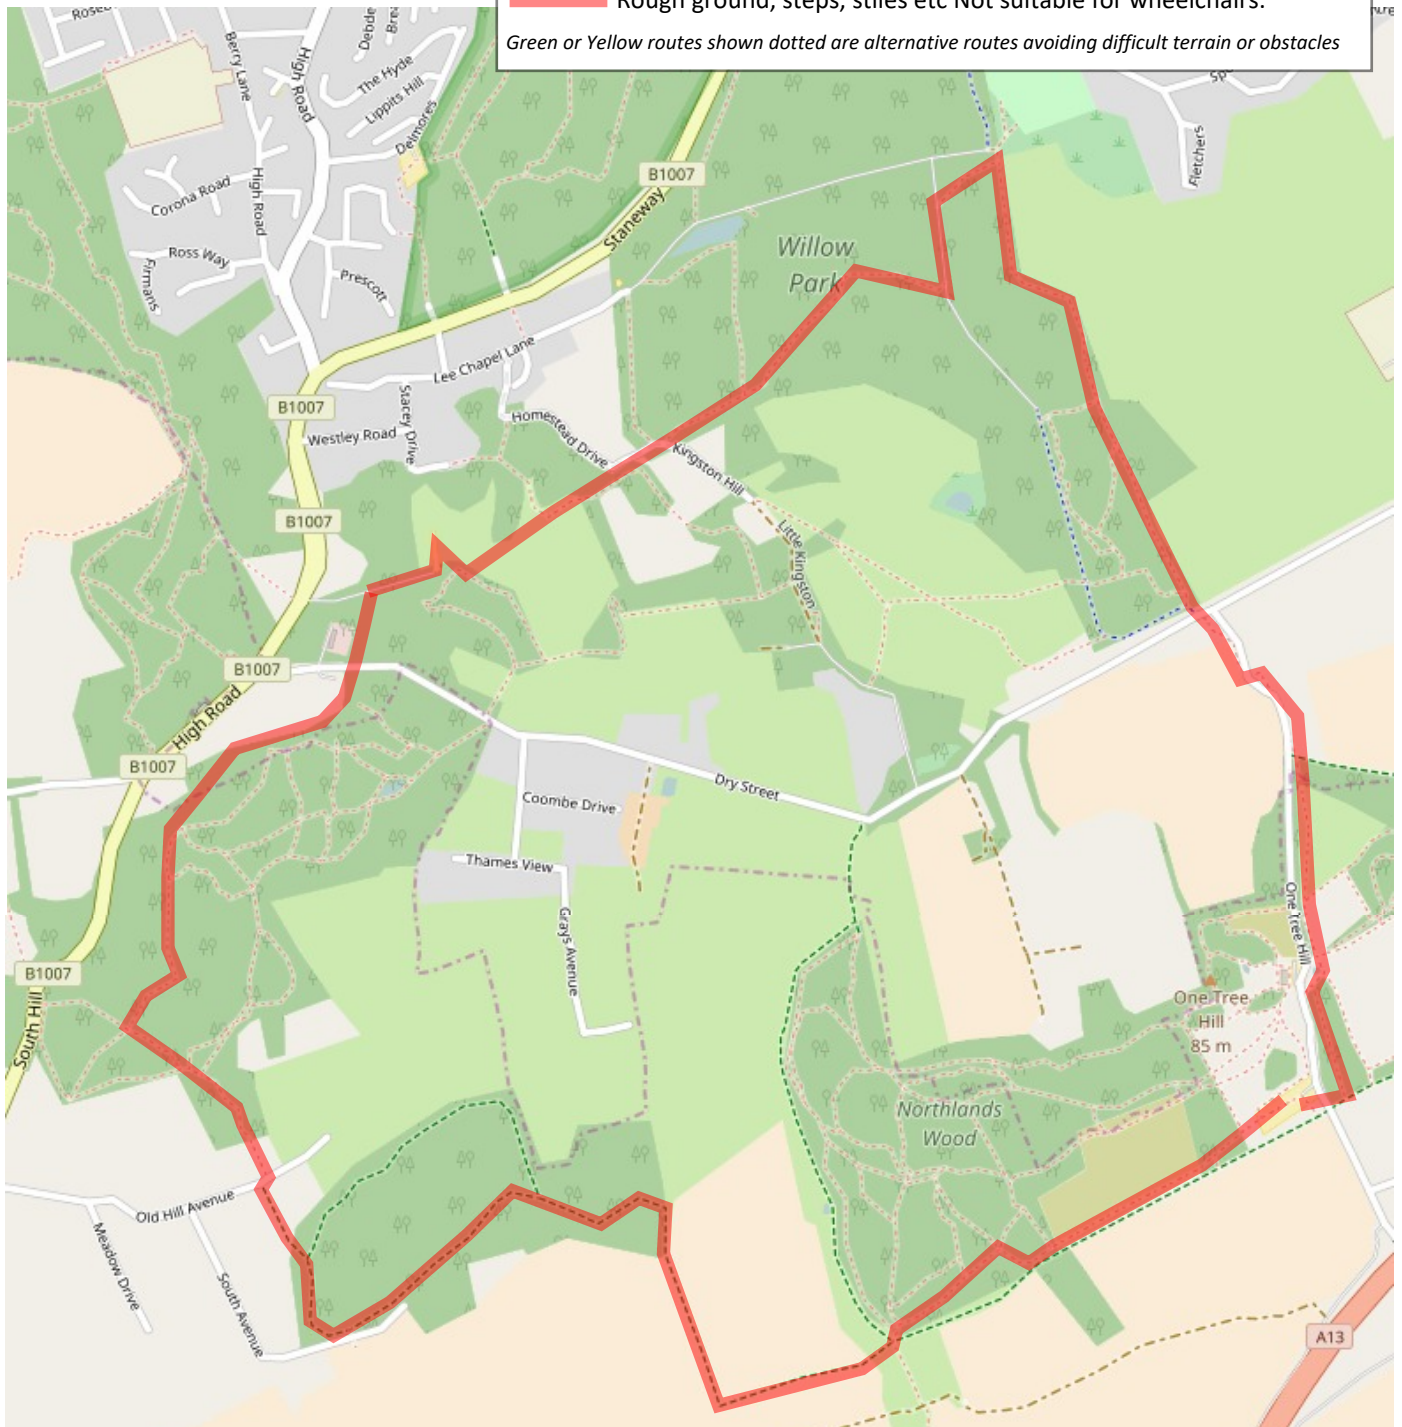 Rough ground, steps, stiles etc Not suitable for wheelchairs.
Green or Yellow routes shown dotted are alternative routes avoiding difficult terrain or obstacles
Berry Lane
High Road
The Hyde
Lippits Hill
Delmores
B1007
Staneway
Fletchers
Corona Road
High Road
Ross Way
Firmans
Prescott
Willow
Park
Lee Chapel Lane
B1007
Stacey Drive
Westley Road
Homestead Drive
Kingston Hill
B1007
Little Kingston
B1007
High Road
B1007
Dry Street
Coombe Drive
Thames View
Grays Avenue
One Tree Hill
B1007
South Hill
One Tree
Hill
85 m
Northlands
Wood
Old Hill Avenue
Meadow Drive
South Avenue
A13